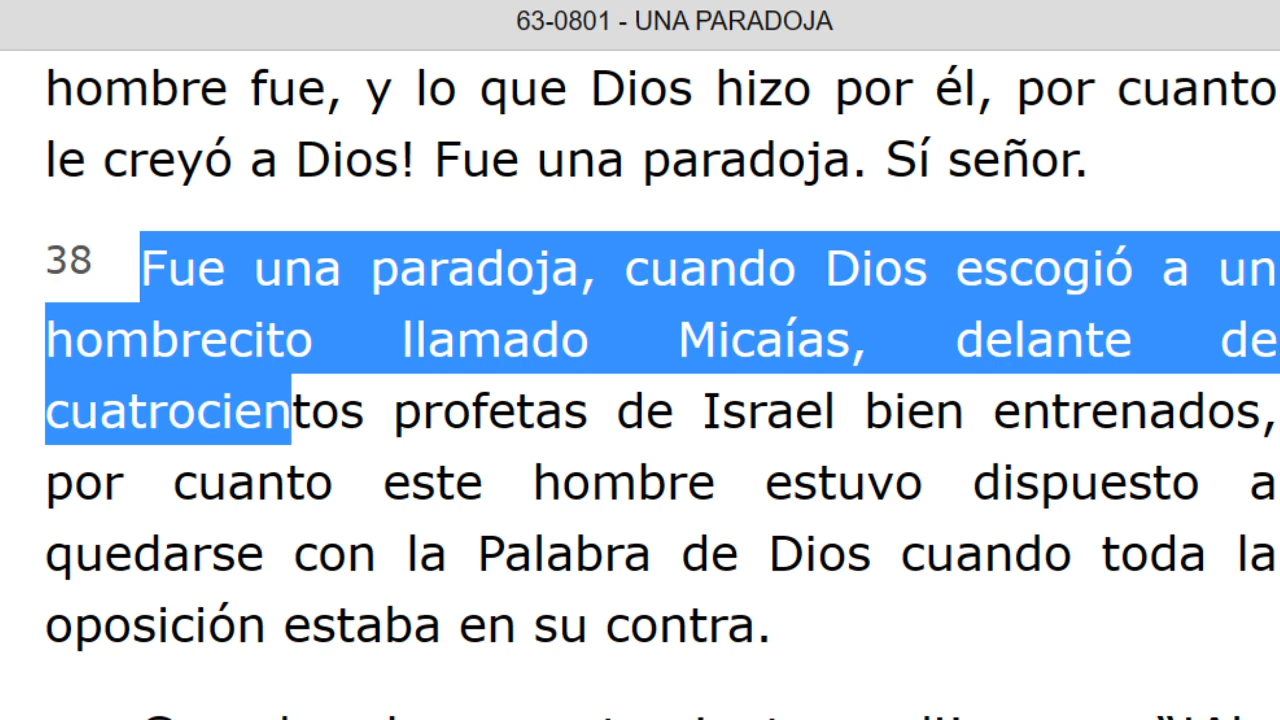 63-0801 - UNA PARADOJA
hombre fue, y lo que Dios hizo por él, por cuanto
le creyó a Dios! Fue una paradoja. Sí señor.
38 Fue una paradoja, cuando Dios escogió a un
hombrecito llamado Micaías, delante de
cuatrocientos profetas de Israel bien entrenados,
por cuanto este hombre estuvo dispuesto a
quedarse con la Palabra de Dios cuando toda la
oposición estaba en su contra.